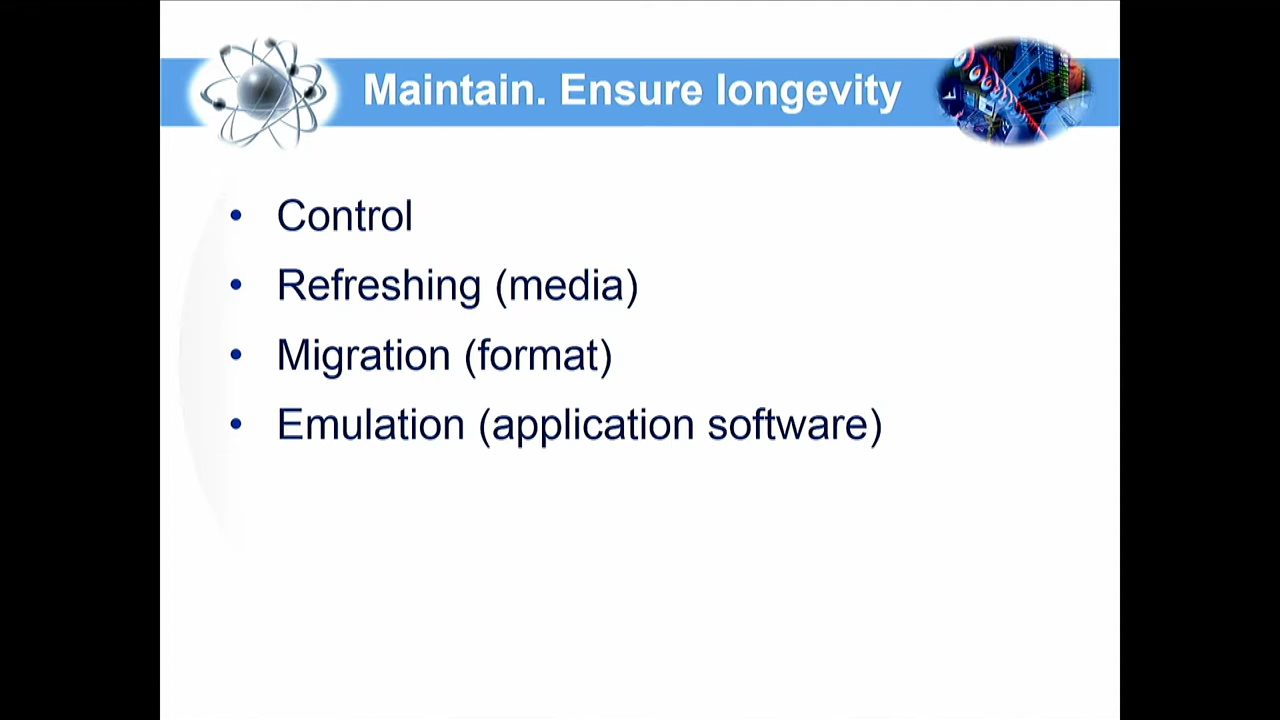 Maintain. Ensure longevity
• Control
• Refreshing (media)
• Migration (format)
• Emulation (application software)